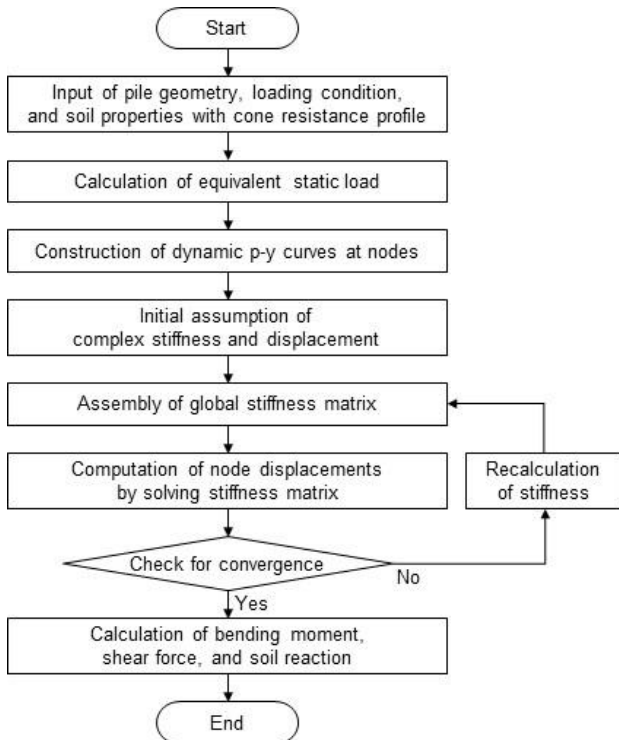 Start
Input of pile geometry, loading condition,
and soil properties with cone resistance profile
Calculation of equivalent static load
Construction of dynamic p-y curves at nodes
Initial assumption of
complex stiffness and displacement
Assembly of global stiffness matrix
Computation of node displacements
by solving stiffness matrix
Recalculation
of stiffness
Check for convergence
No
Yes
Calculation of bending moment,
shear force, and soil reaction
End